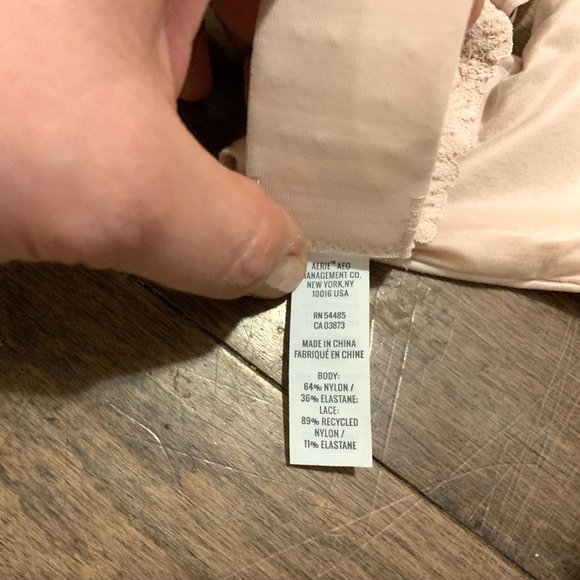 AERIE™ AEO
MANAGEMENT CO.
NEW YORK,NY
10016 USA
RN 54485
CA 03873
MADE IN CHINA
FABRIQUÉ EN CHINE
BODY:
64% NYLON /
36% ELASTANE;
LACE:
89% RECYCLED
NYLON /
11% ELASTANE